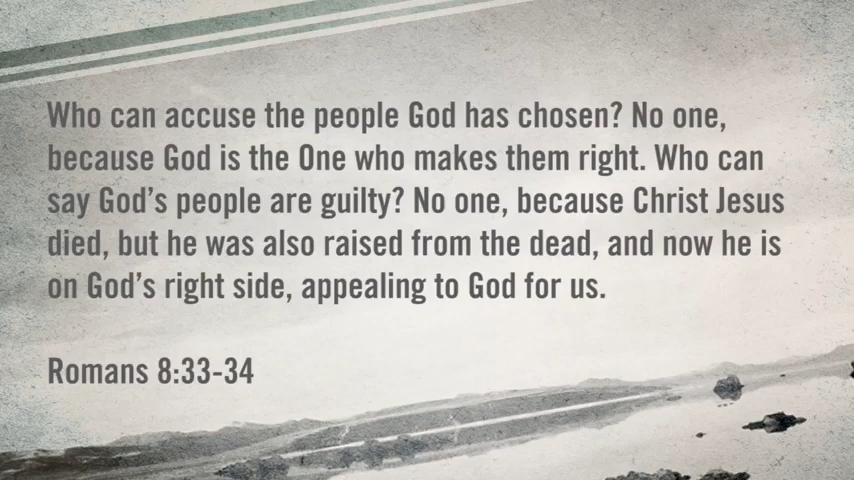 Who can accuse the people God has chosen? No one,
because God is the One who makes them right. Who can
say God’s people are guilty? No one, because Christ Jesus
died, but he was also raised from the dead, and now he is
on God’s right side, appealing to God for us.
Romans 8:33-34